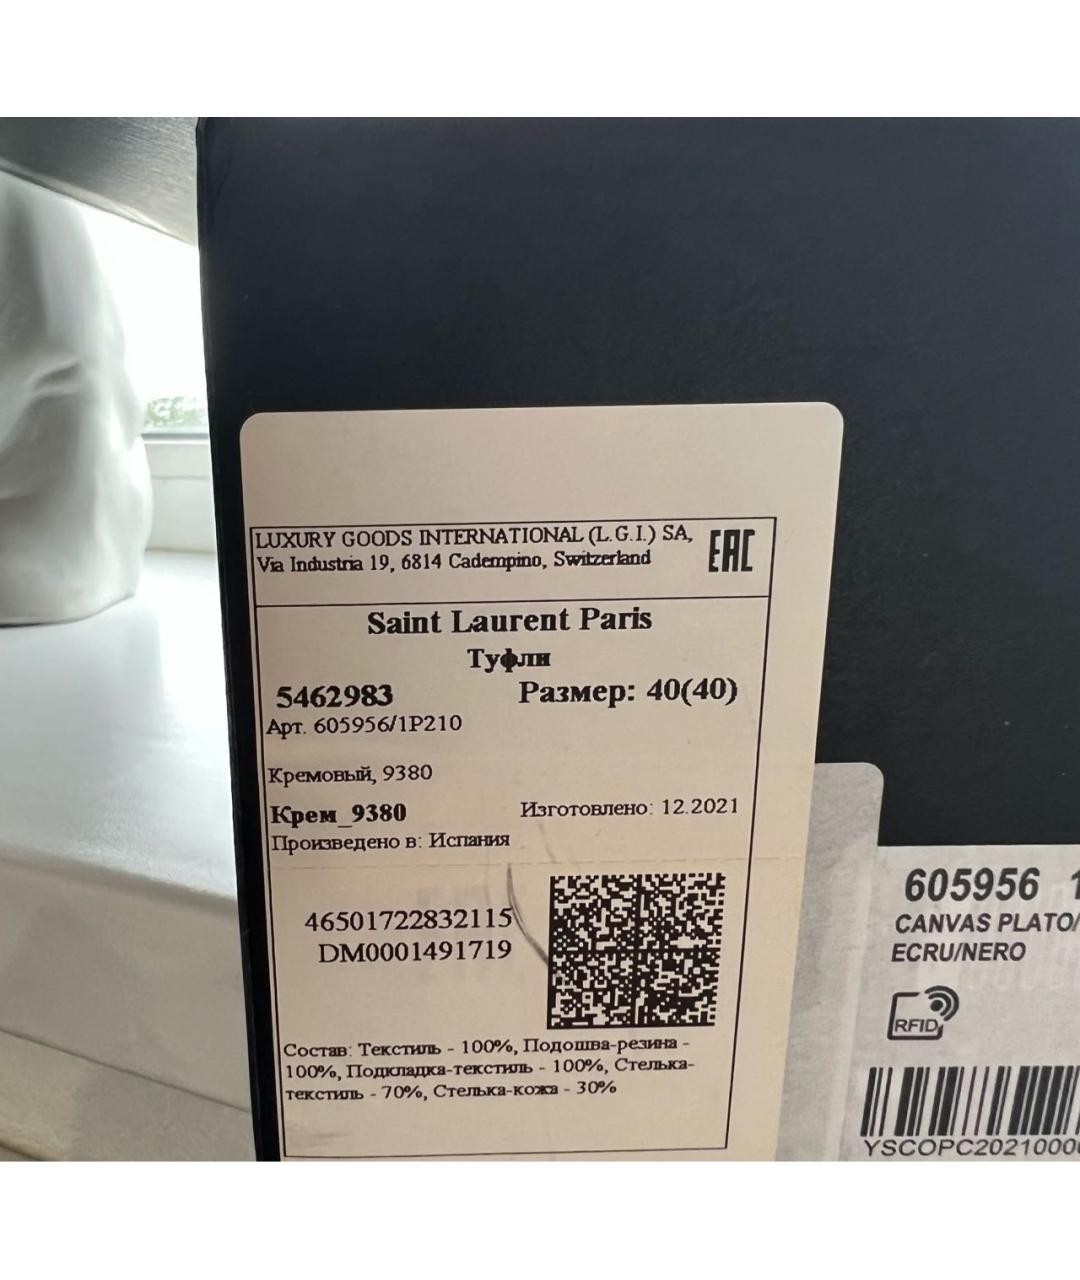 LUXURY GOODS INTERNATIONAL (L.G.I.) SA,
Via Industria 19, 6814 Cadempino, Switzerland
EAC
Saint Laurent Paris
Туфли
5462983 Размер: 40(40)
Арт. 605956/1P210
Кремовый, 9380
Крем_9380 Изготовлено: 12.2021
Произведено в: Испания
46501722832115
DM0001491719
Состав: Текстиль - 100%, Подошва-резина -
100%, Подкладка-текстиль - 100%, Стелька-
текстиль - 70%, Стелька-кожа - 30%
605956
CANVAS PLATO/
ECRU/NERO
RFID
YSCOPC2021000